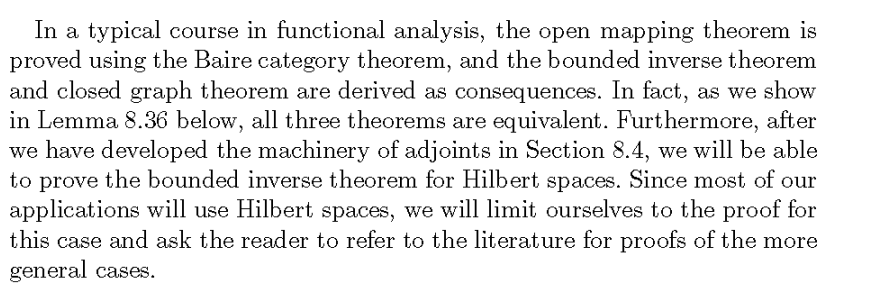 In a typical course in functional analysis, the open mapping theorem is
proved using the Baire category theorem, and the bounded inverse theorem
and closed graph theorem are derived as consequences. In fact, as we show
in Lemma 8.36 below, all three theorems are equivalent. Furthermore, after
we have developed the machinery of adjoints in Section 8.4, we will be able
to prove the bounded inverse theorem for Hilbert spaces. Since most of our
applications will use Hilbert spaces, we will limit ourselves to the proof for
this case and ask the reader to refer to the literature for proofs of the more
general cases.